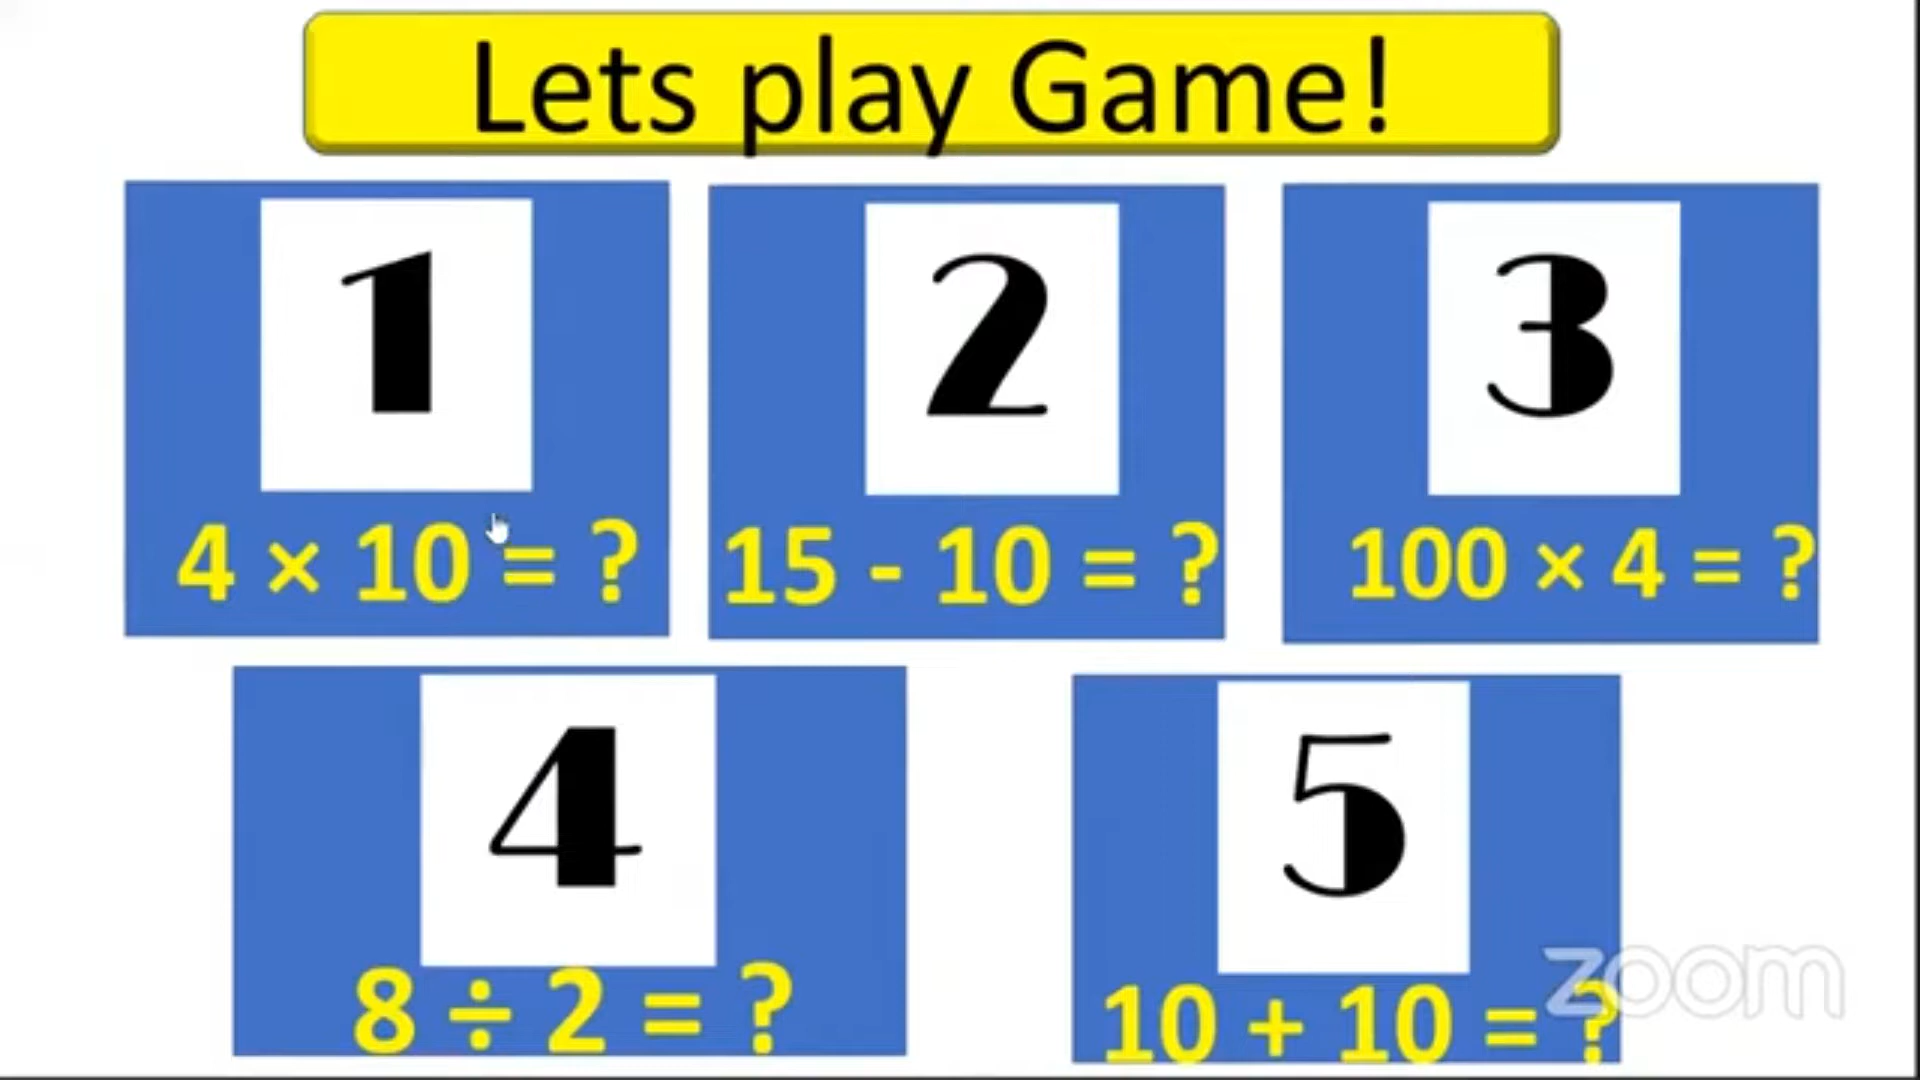 Lets play Game!
1
4 × 10 = ?
2
15 - 10 = ?
3
100 × 4 = ?
4
8 ÷ 2 = ?
5
10 + 10 = ?
zoom